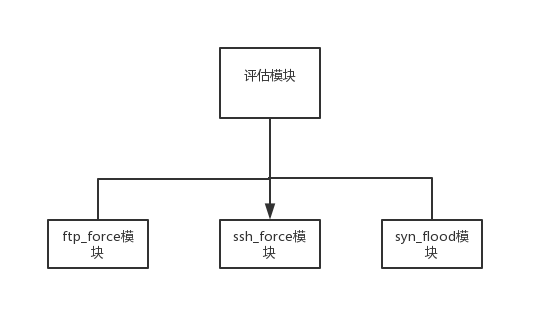 评估模块
ftp_force模
块
ssh_force模
块
syn_flood模
块